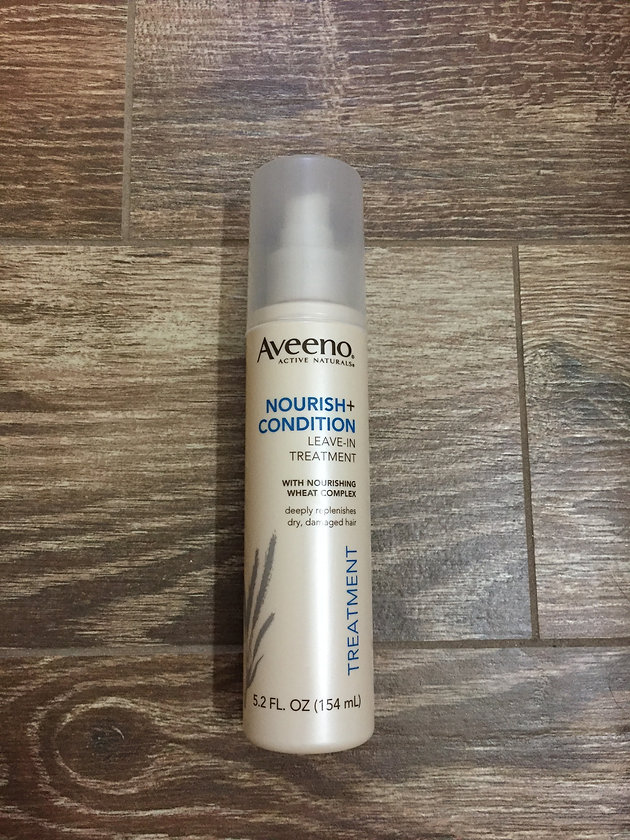 Aveeno®
ACTIVE NATURALS®
NOURISH+
CONDITION
LEAVE-IN
TREATMENT
WITH NOURISHING
WHEAT COMPLEX
deeply replenishes
dry, damaged hair
TREATMENT
5.2 FL. OZ (154 mL)